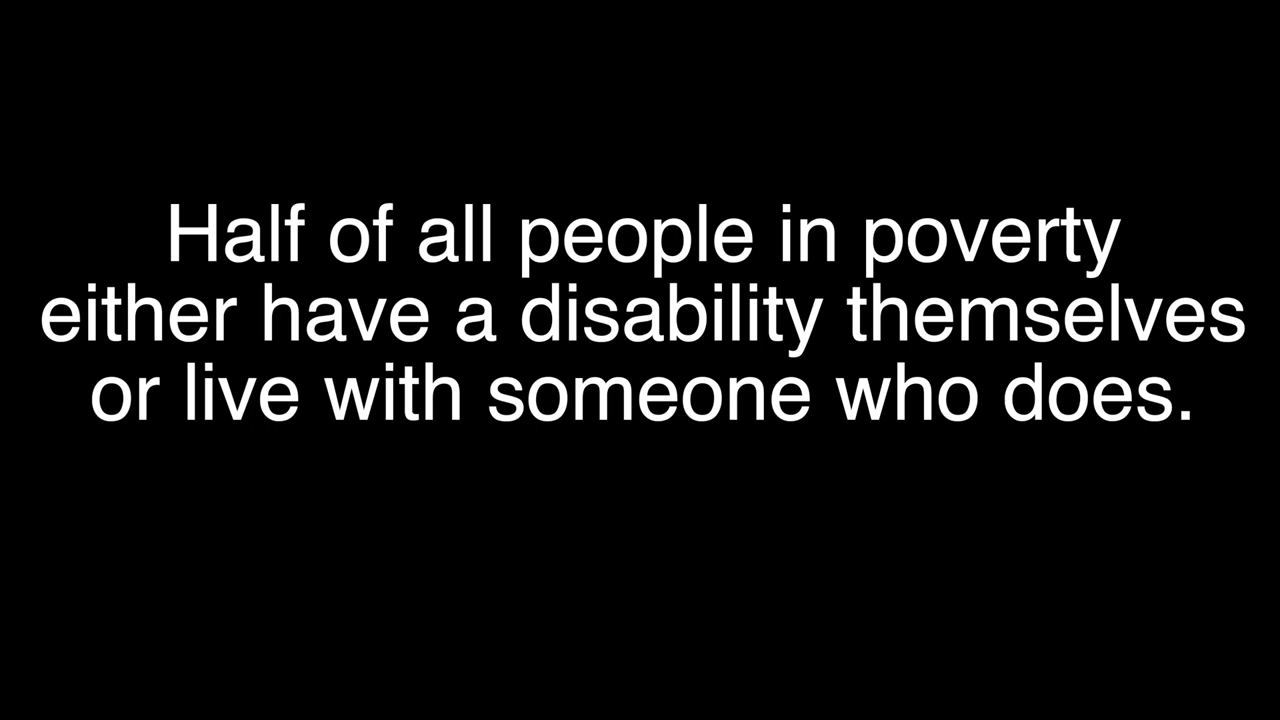 Half of all people in poverty
either have a disability themselves
or live with someone who does.